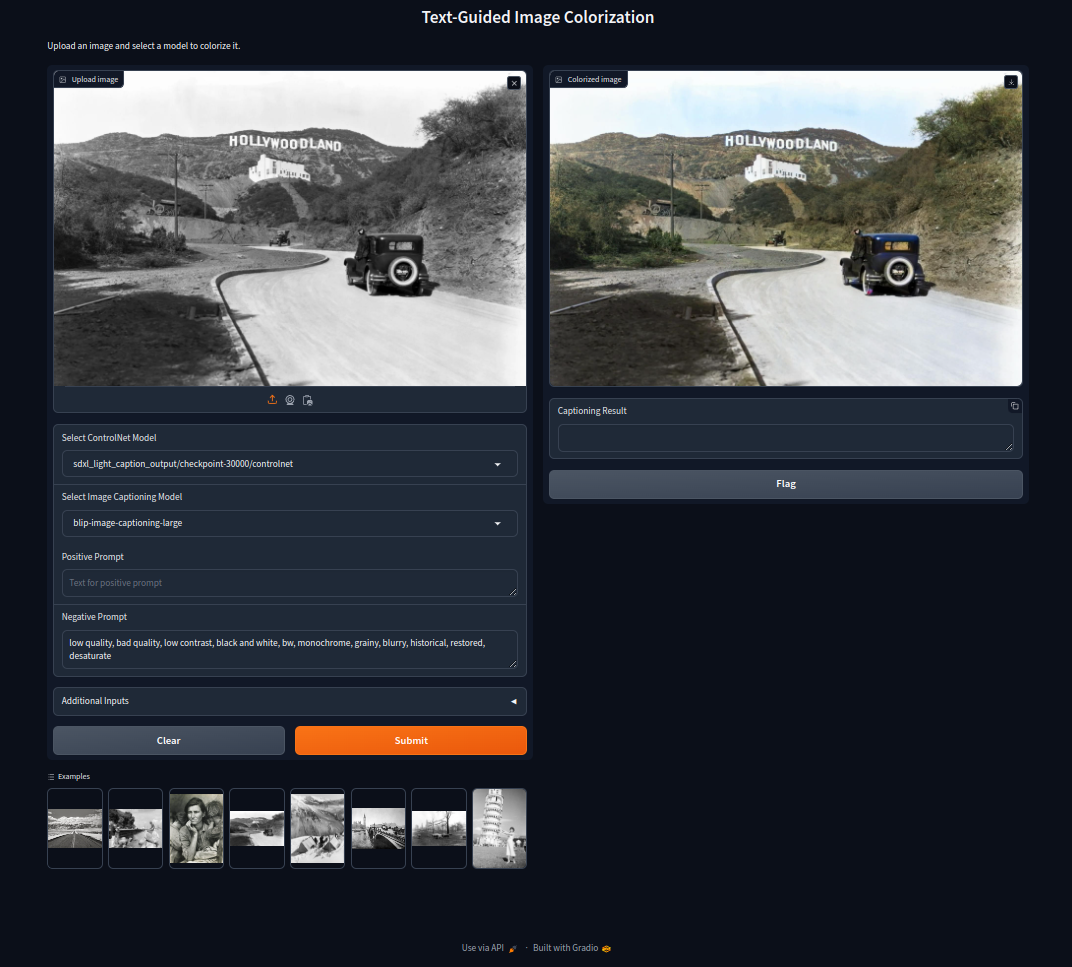 Text-Guided Image Colorization
Upload an image and select a model to colorize it.
Upload image
HOLLYWOODLAND
Colorized image
HOLLYWOODLAND
Select ControlNet Model
sdxl_light_caption_output/checkpoint-30000/controlnet
Select Image Captioning Model
blip-image-captioning-large
Positive Prompt
Text for positive prompt
Negative Prompt
low quality, bad quality, low contrast, black and white, bw, monochrome, grainy, blurry, historical, restored,
desaturate
Additional Inputs
Clear
Submit
Captioning Result
Flag
Examples
Use via API · Built with Gradio